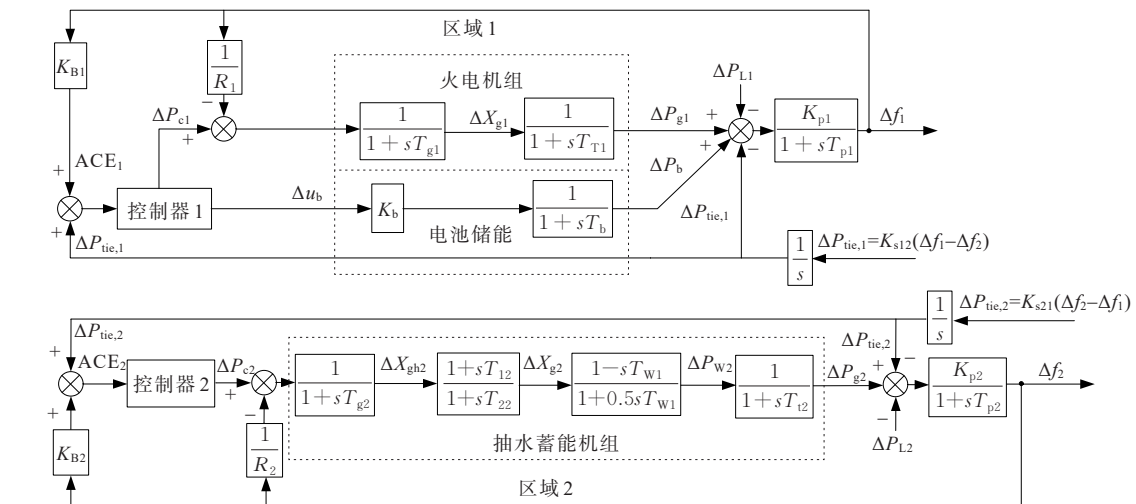 区域1
K_B1
1
R_1
−
火电机组
ΔP_L1
ΔP_c1
+
1
1+sT_g1
ΔX_g1
1
1+sT_T1
ΔP_g1
+
−
K_p1
1+sT_p1
Δf_1
+
ACE_1
+
ΔP_b
−
控制器1
Δu_b
K_b
1
1+sT_b
ΔP_tie,1
+
ΔP_tie,1
电池储能
1
s
ΔP_tie,1=K_s12(Δf_1−Δf_2)
1
s
ΔP_tie,2=K_s21(Δf_2−Δf_1)
ΔP_tie,2
+
ACE_2
控制器2
ΔP_c2
+
−
1
1+sT_g2
ΔX_gh2
1+sT_12
1+sT_22
ΔX_g2
1−sT_W1
1+0.5sT_W1
ΔP_W2
1
1+sT_t2
ΔP_g2
ΔP_tie,2
+
−
−
K_p2
1+sT_p2
Δf_2
+
K_B2
1
R_2
抽水蓄能机组
ΔP_L2
区域2